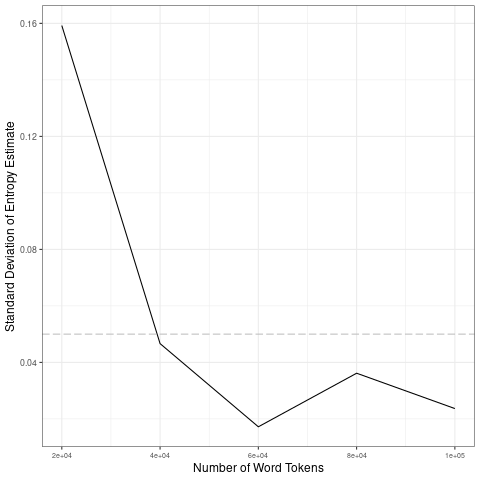 Standard Deviation of Entropy Estimate
0.16
0.12
0.08
0.04
2e+04 4e+04 6e+04 8e+04 1e+05
Number of Word Tokens